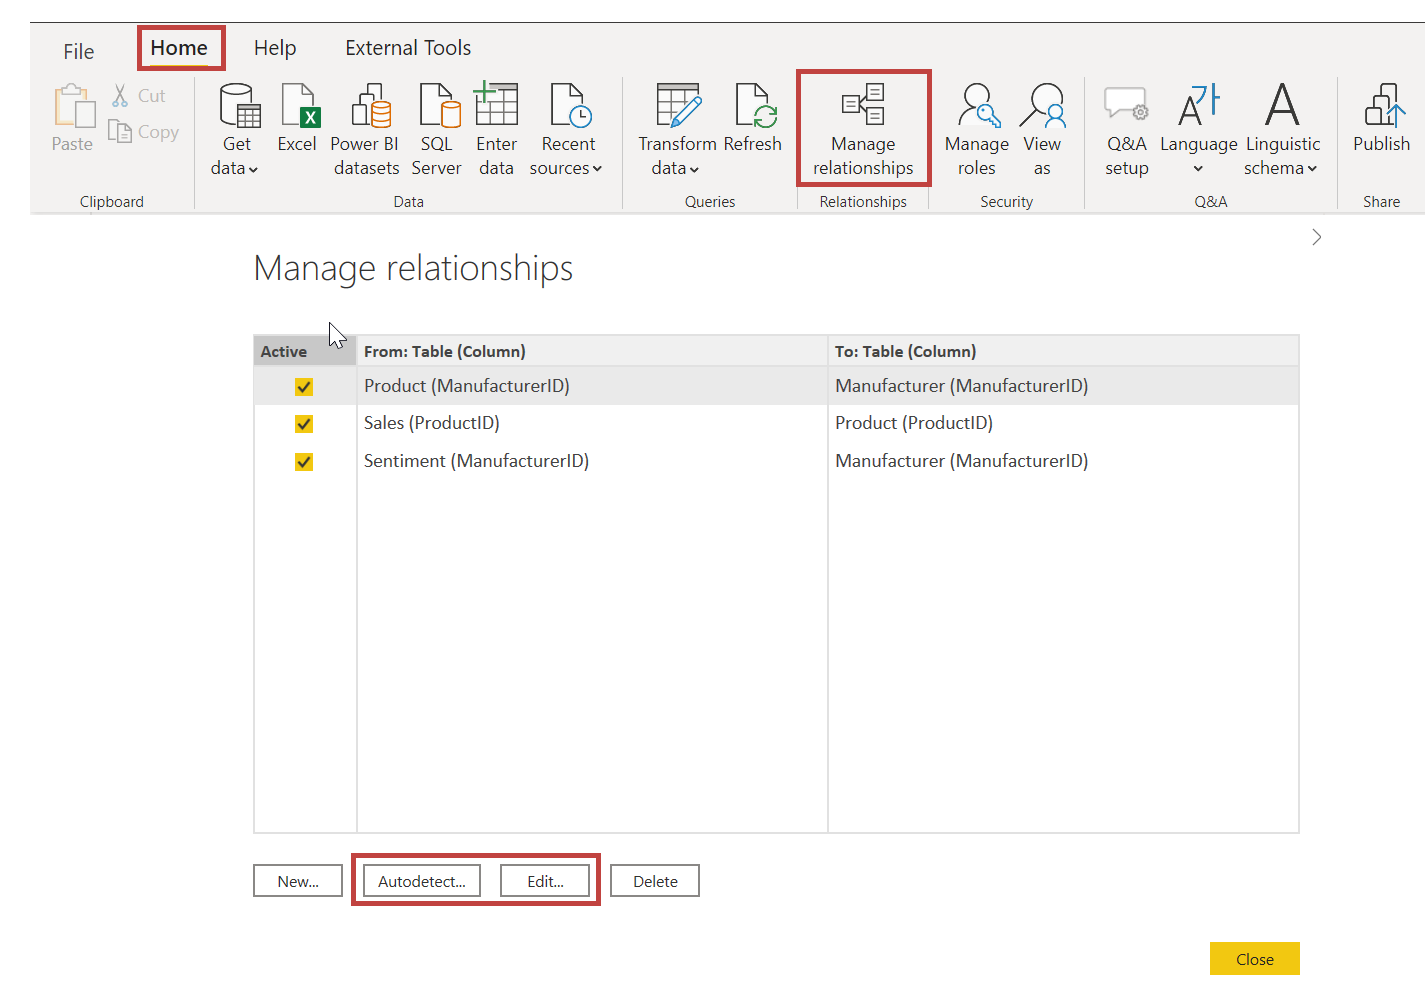 File Home Help External Tools
Paste
Cut
Copy
Clipboard
Get data
Excel
Power BI datasets
SQL Server
Enter data
Recent sources
Data
Transform data
Refresh
Queries
Manage relationships
Relationships
Manage roles
View as
Security
Q&A setup
Language
Linguistic schema
Q&A
Publish
Share
Manage relationships
Active From: Table (Column) To: Table (Column)
Product (ManufacturerID) Manufacturer (ManufacturerID)
Sales (ProductID) Product (ProductID)
Sentiment (ManufacturerID) Manufacturer (ManufacturerID)
New... Autodetect... Edit... Delete
Close